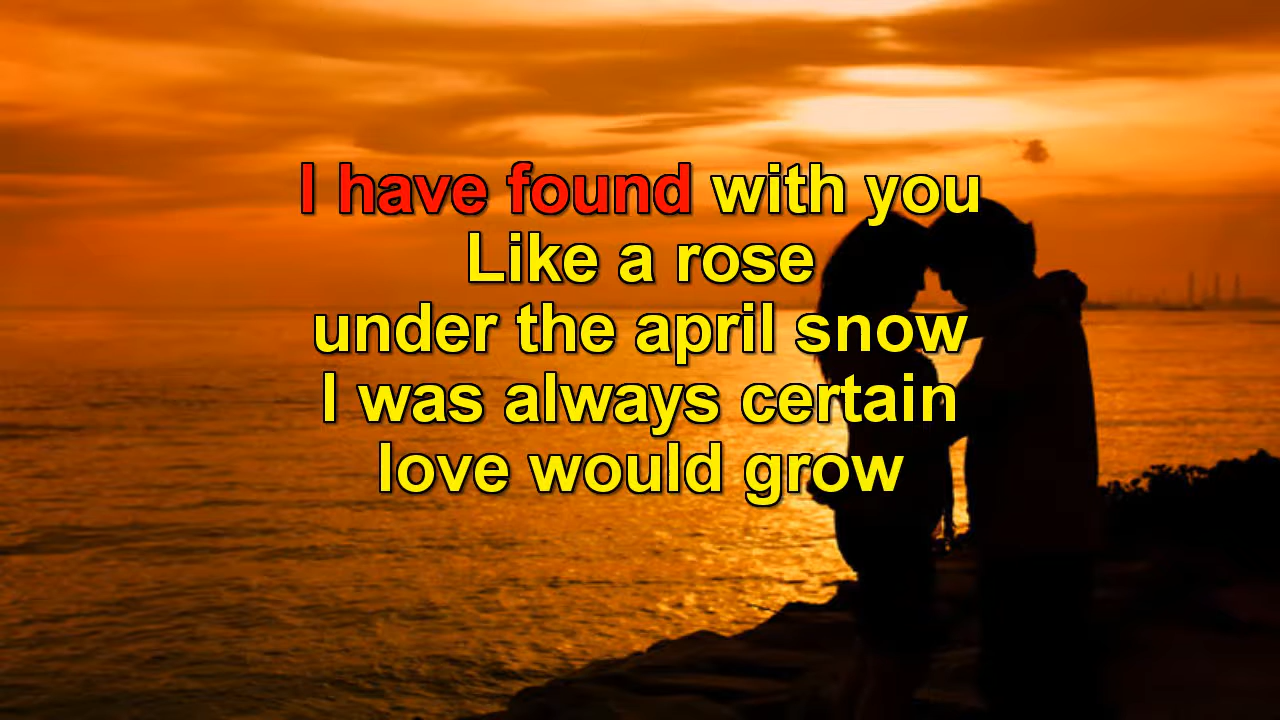 I have found with you
Like a rose
under the april snow
I was always certain
love would grow